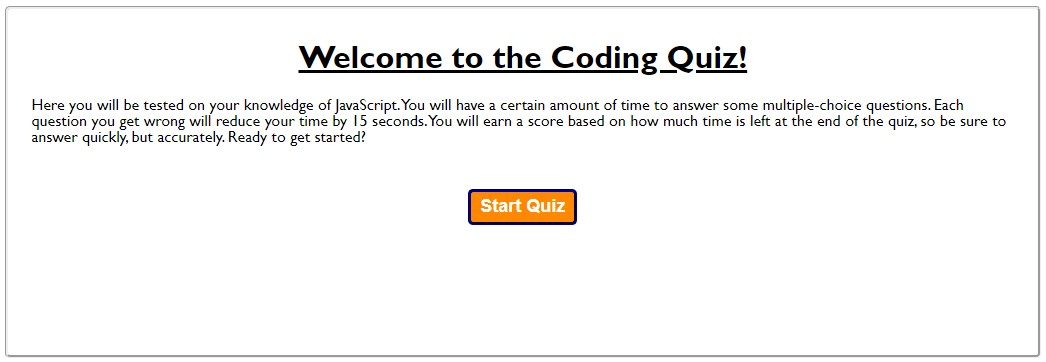 Welcome to the Coding Quiz!
Here you will be tested on your knowledge of JavaScript. You will have a certain amount of time to answer some multiple-choice questions. Each
question you get wrong will reduce your time by 15 seconds. You will earn a score based on how much time is left at the end of the quiz, so be sure to
answer quickly, but accurately. Ready to get started?
Start Quiz